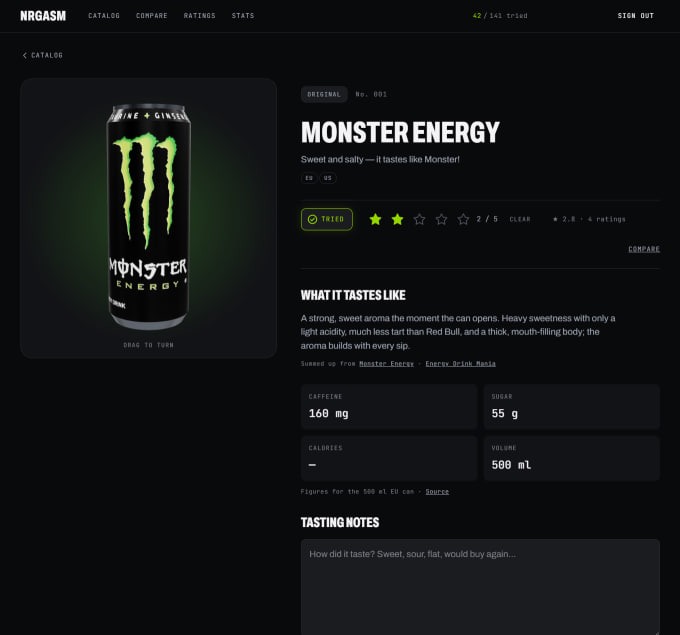 NRGASM
CATALOG COMPARE RATINGS STATS
42 / 141 tried
SIGN OUT
CATALOG
ORIGINAL No. 001
MONSTER ENERGY
Sweet and salty — it tastes like Monster!
EU US
TRIED 2 / 5 CLEAR ★ 2.8 · 4 ratings
COMPARE
MONSTER
ENERGY
DRINK
DRAG TO TURN
WHAT IT TASTES LIKE
A strong, sweet aroma the moment the can opens. Heavy sweetness with only a
light acidity, much less tart than Red Bull, and a thick, mouth-filling body; the
aroma builds with every sip.
Summed up from Monster Energy · Energy Drink Mania
CAFFEINE
160 mg
SUGAR
55 g
CALORIES
—
VOLUME
500 ml
Figures for the 500 ml EU can · Source
TASTING NOTES
How did it taste? Sweet, sour, flat, would buy again…